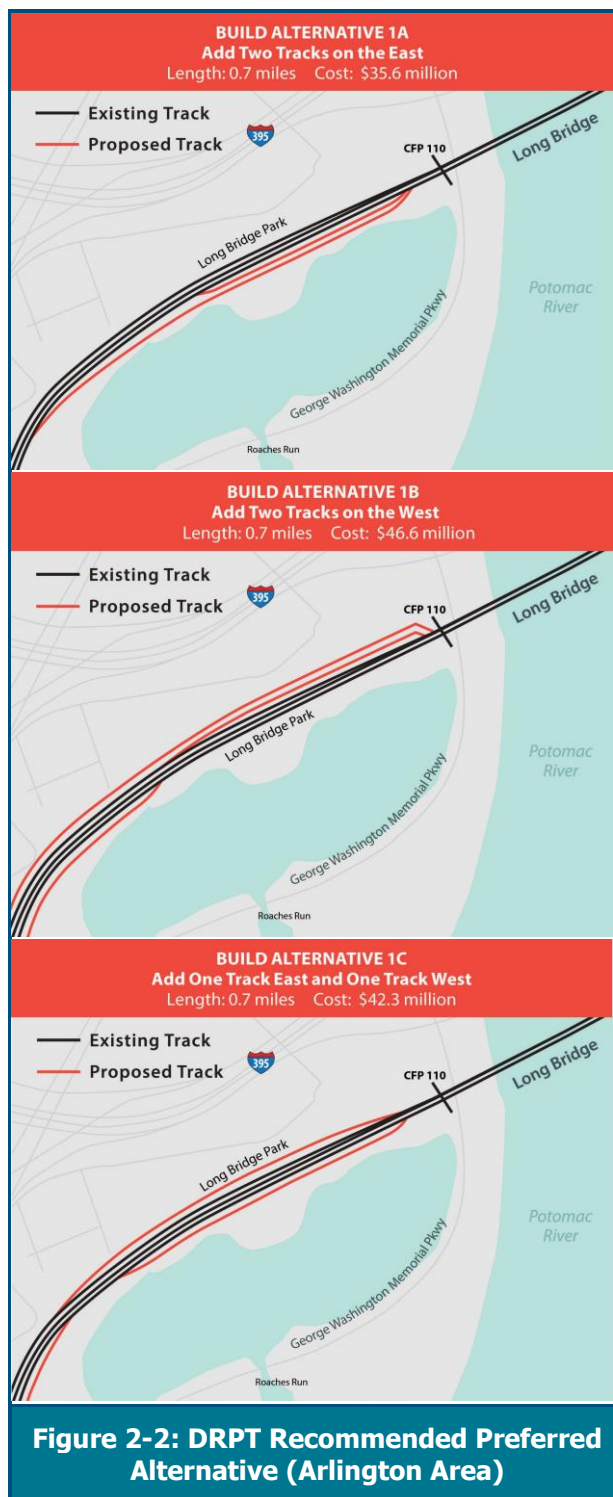 BUILD ALTERNATIVE 1A
Add Two Tracks on the East
Length: 0.7 miles Cost: $35.6 million
Existing Track
Proposed Track
395
CFP 110
Long Bridge
Long Bridge Park
Potomac
River
George Washington Memorial Pkwy
Roaches Run
BUILD ALTERNATIVE 1B
Add Two Tracks on the West
Length: 0.7 miles Cost: $46.6 million
Existing Track
Proposed Track
395
CFP 110
Long Bridge
Long Bridge Park
Potomac
River
George Washington Memorial Pkwy
Roaches Run
BUILD ALTERNATIVE 1C
Add One Track East and One Track West
Length: 0.7 miles Cost: $42.3 million
Existing Track
Proposed Track
395
CFP 110
Long Bridge
Long Bridge Park
Potomac
River
George Washington Memorial Pkwy
Roaches Run
Figure 2-2: DRPT Recommended Preferred
Alternative (Arlington Area)